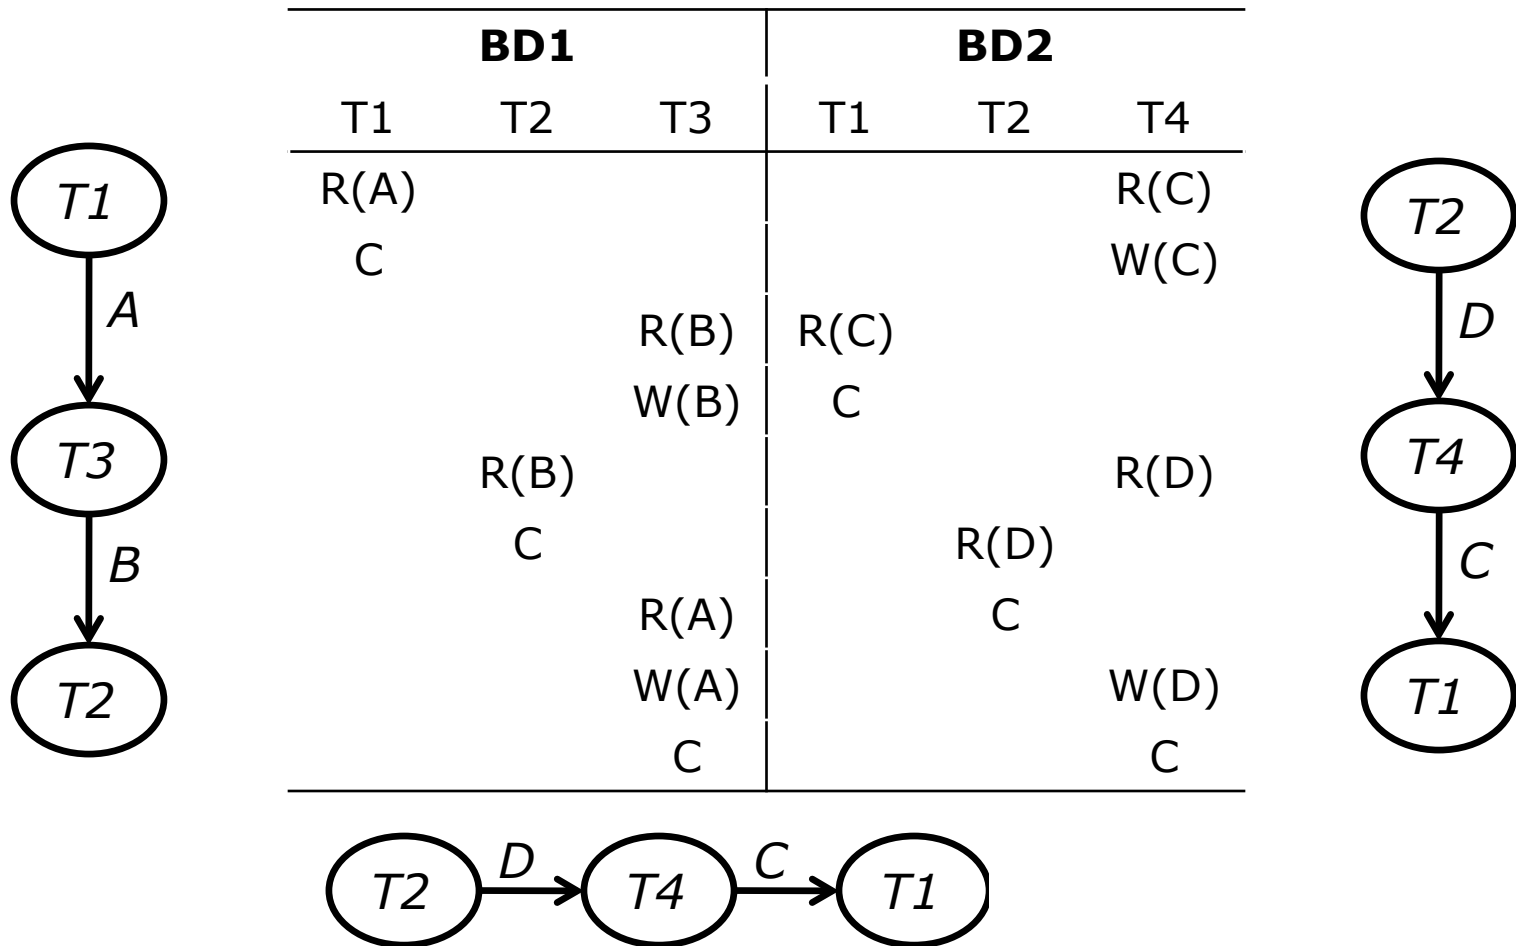 BD1 BD2
T1 T2 T3 T1 T2 T4
R(A) R(C)
C W(C)
R(B) R(C)
W(B) C
R(B) R(D)
C R(D)
R(A) C
W(A) W(D)
C C
T1
A
T3
B
T2
T2
D
T4
C
T1
T2 D T4 C T1